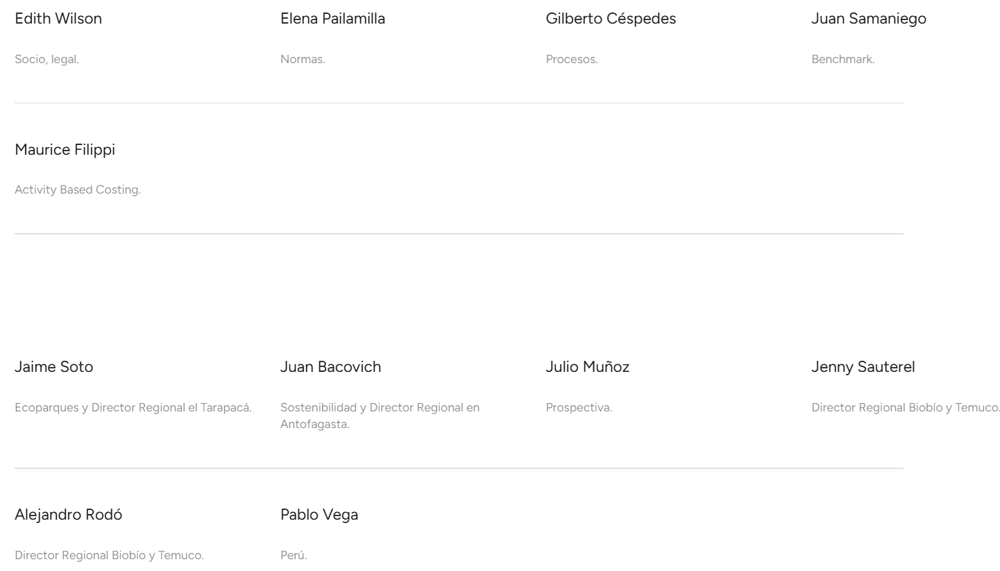 Edith Wilson
Elena Pailamilla
Gilberto Céspedes
Juan Samaniego
Socio, legal.
Normas.
Procesos.
Benchmark.
Maurice Filippi
Activity Based Costing.
Jaime Soto
Juan Bacovich
Julio Muñoz
Jenny Sauterel
Ecoparques y Director Regional el Tarapacá.
Sostenibilidad y Director Regional en
Antofagasta.
Prospectiva.
Director Regional Biobío y Temuco.
Alejandro Rodó
Pablo Vega
Director Regional Biobío y Temuco.
Perú.